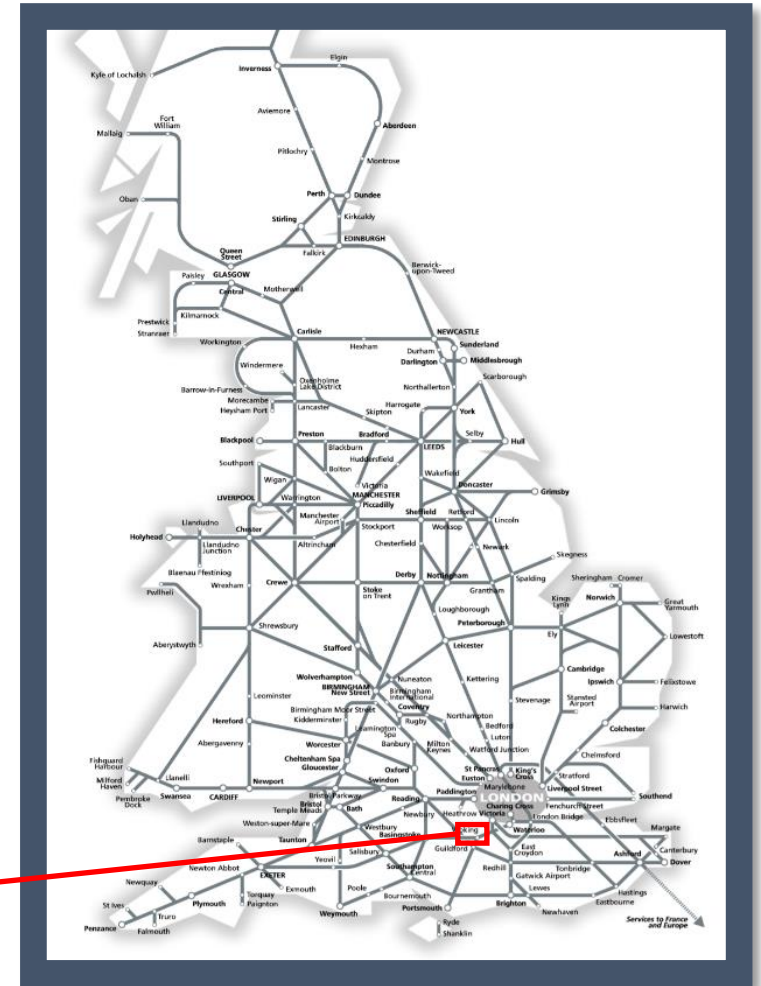 Elgin
Inverness
Kyle of Lochalsh
Aviemore
Fort
William
Mallaig
Aberdeen
Pitlochry
Montrose
Perth
Dundee
Oban
Stirling
Kirkcaldy
EDINBURGH
Queen
Street
Falkirk
Berwick-
upon-Tweed
Paisley
GLASGOW
Central
Motherwell
Prestwick
Kilmarnock
Stranraer
Carlisle
NEWCASTLE
Workington
Hexham
Sunderland
Durham
Darlington
Middlesbrough
Windermere
Oxenholme
Lake District
Scarborough
Barrow-in-Furness
Northallerton
Morecambe
Heysham Port
Lancaster
Harrogate
York
Skipton
Preston
Bradford
Selby
Blackpool
Blackburn
LEEDS
Hull
Southport
Huddersfield
Bolton
Wakefield
Wigan
Victoria
Doncaster
Grimsby
LIVERPOOL
Warrington
MANCHESTER
Piccadilly
Manchester
Airport
Sheffield
Retford
Llandudno
Chester
Stockport
Worksop
Lincoln
Holyhead
Llandudno
Junction
Altrincham
Chesterfield
Newark
Skegness
Blaenau Ffestiniog
Derby
Nottingham
Spalding
Sheringham
Cromer
Pwllheli
Wrexham
Crewe
Stoke
on Trent
Grantham
Kings
Lynn
Norwich
Great
Yarmouth
Loughborough
Peterborough
Shrewsbury
Aberystwyth
Stafford
Leicester
Ely
Lowestoft
Wolverhampton
BIRMINGHAM
New Street
Nuneaton
Birmingham
International
Kettering
Cambridge
Ipswich
Felixstowe
Leominster
Coventry
Stevenage
Stansted
Airport
Harwich
Birmingham Moor Street
Kidderminster
Rugby
Northampton
Hereford
Leamington
Spa
Bedford
Colchester
Abergavenny
Worcester
Banbury
Milton
Keynes
Luton
Watford Junction
Chelmsford
Cheltenham Spa
Gloucester
Oxford
St Pancras
King's
Cross
Stratford
Fishguard
Harbour
Llanelli
Swindon
Euston
Marylebone
Liverpool Street
Milford
Haven
Newport
Paddington
LONDON
Southend
Pembroke
Dock
Swansea
CARDIFF
Bristol Parkway
Bristol
Temple Meads
Bath
Reading
Charing Cross
Fenchurch Street
Newbury
Heathrow
Victoria
London Bridge
Ebbsfleet
Weston-super-Mare
Westbury
Basingstoke
oking
Waterloo
Margate
Barnstaple
Taunton
Salisbury
Guildford
East
Croydon
Canterbury
Newton Abbot
Yeovil
Southampton
Central
Redhill
Tonbridge
Ashford
Dover
EXETER
Gatwick Airport
Newquay
Exmouth
Poole
Lewes
Hastings
Torquay
Paignton
Bournemouth
Eastbourne
St Ives
Plymouth
Portsmouth
Brighton
Newhaven
Truro
Weymouth
Ryde
Services to France
and Europe
Penzance
Falmouth
Shanklin